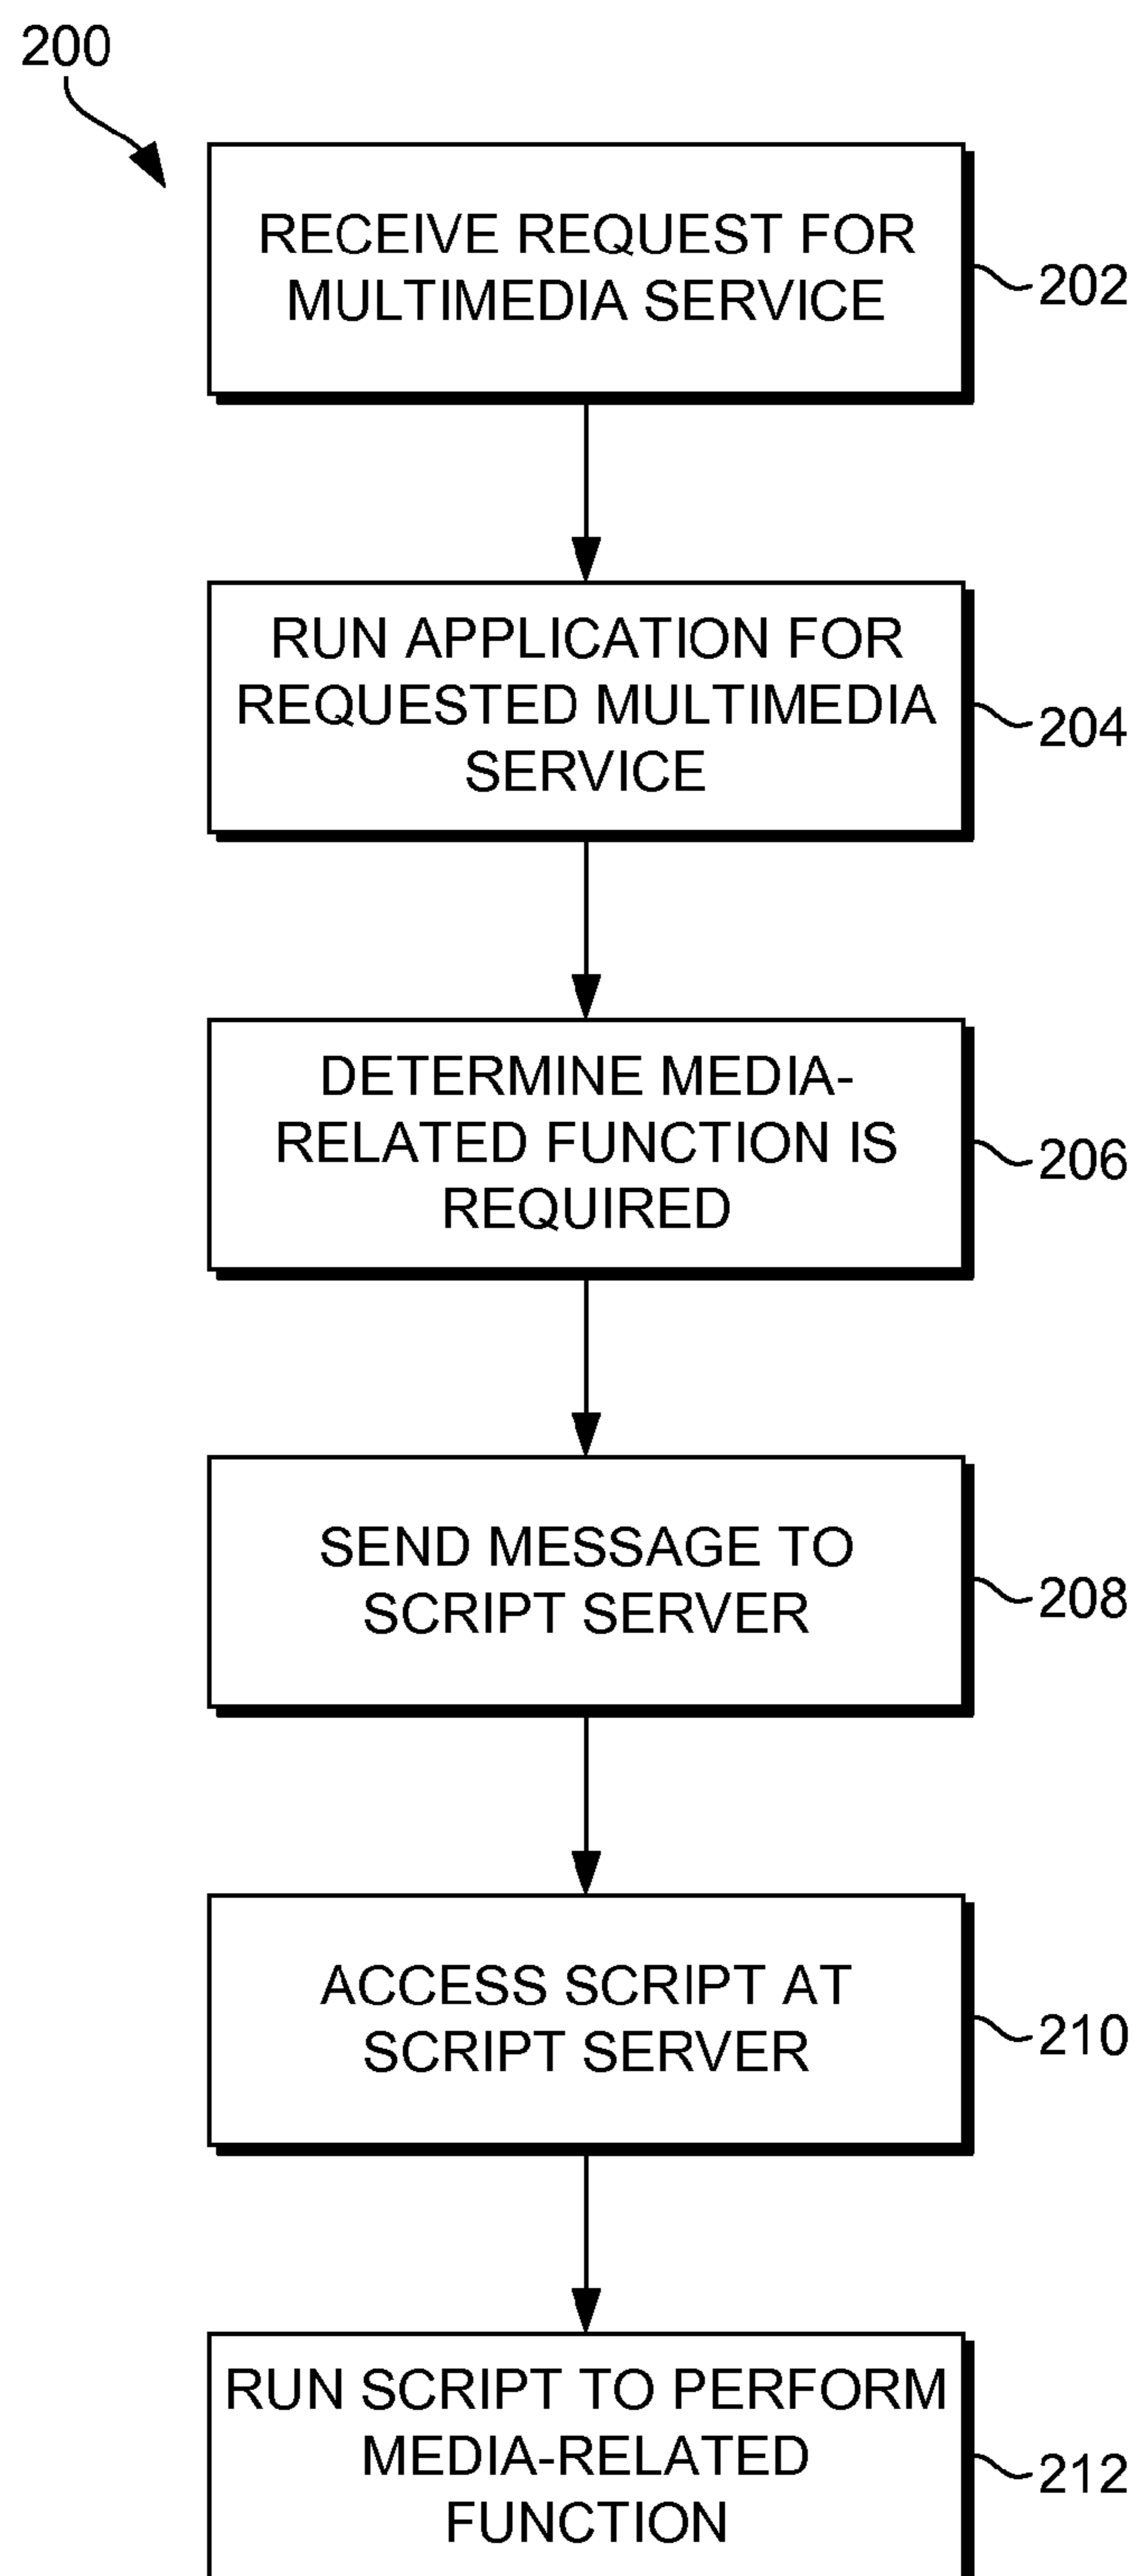 200
RECEIVE REQUEST FOR
MULTIMEDIA SERVICE
202
RUN APPLICATION FOR
REQUESTED MULTIMEDIA
SERVICE
204
DETERMINE MEDIA-
RELATED FUNCTION IS
REQUIRED
206
SEND MESSAGE TO
SCRIPT SERVER
208
ACCESS SCRIPT AT
SCRIPT SERVER
210
RUN SCRIPT TO PERFORM
MEDIA-RELATED
FUNCTION
212